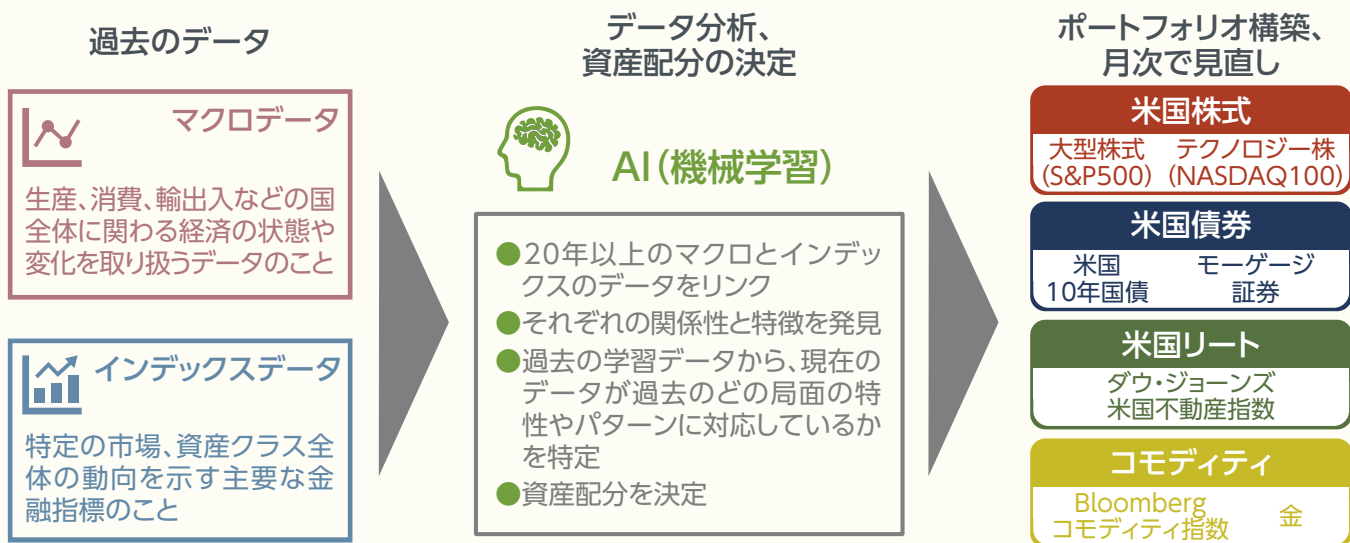 過去のデータ
マクロデータ
生産、消費、輸出入などの国
全体に関わる経済の状態や
変化を取り扱うデータのこと
インデックスデータ
特定の市場、資産クラス全
体の動向を示す主要な金
融指標のこと
データ分析、
資産配分の決定
AI(機械学習)
●20年以上のマクロとインデッ
クスのデータをリンク
●それぞれの関係性と特徴を発見
●過去の学習データから、現在の
データが過去のどの局面の特
性やパターンに対応しているか
を特定
●資産配分を決定
ポートフォリオ構築、
月次で見直し
米国株式
大型株式 テクノロジー株
(S&P500) (NASDAQ100)
米国債券
米国 モーゲージ
10年国債 証券
米国リート
ダウ・ジョーンズ
米国不動産指数
コモディティ
Bloomberg
コモディティ指数 金